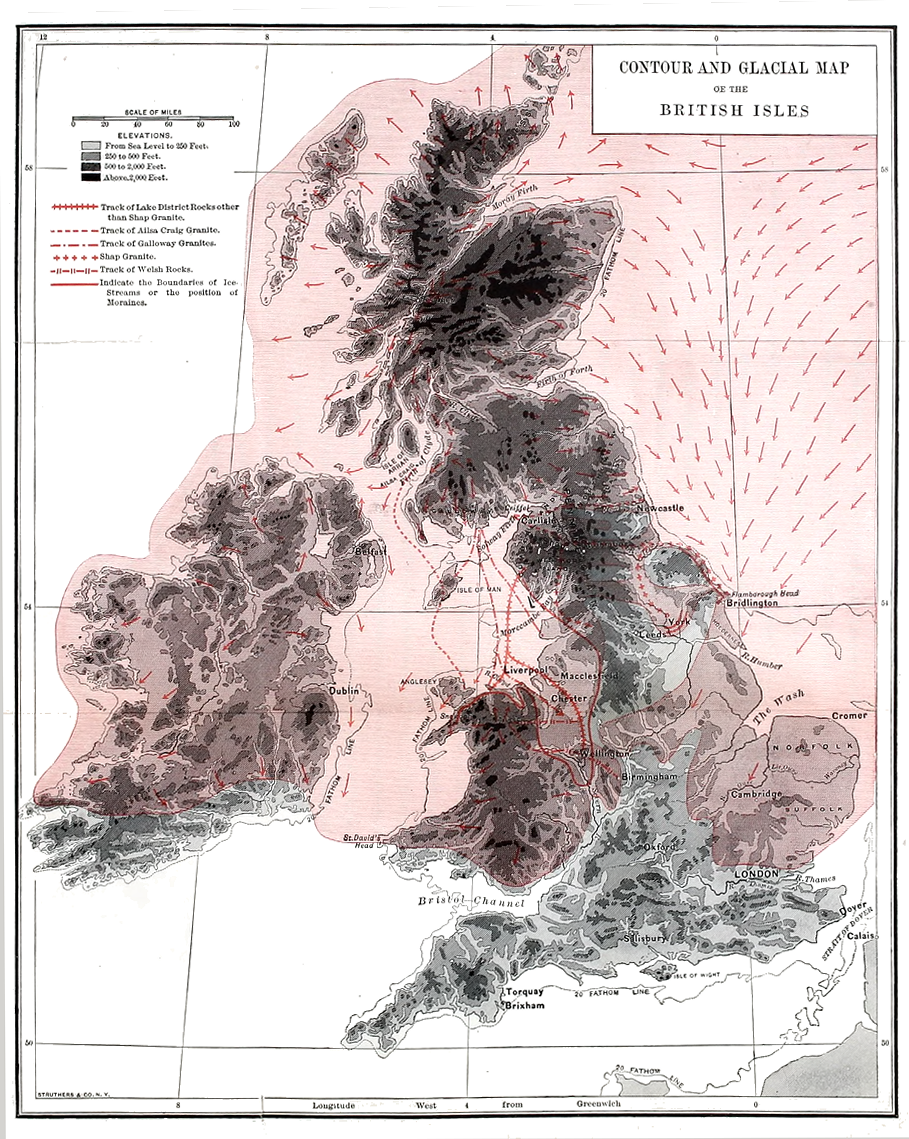 12
8
4
0
CONTOUR AND GLACIAL MAP
OF THE
BRITISH ISLES
SCALE OF MILES
0 20 40 60 80 100
ELEVATIONS.
From Sea Level to 250 Feet.
250 to 500 Feet.
500 to 2,000 Feet.
Above 2,000 Feet.
58
58
Track of Lake District Rocks other
than Shap Granite.
Track of Ailsa Craig Granite.
Track of Galloway Granites.
Shap Granite.
Track of Welsh Rocks.
Indicate the Boundaries of Ice-
Streams or the position of
Moraines.
Moray Firth
20 FATHOM LINE
Firth of Forth
R. Clyde
ISLE OF
ARRAN
AILSA CRAIG
Firth of Clyde
Criffel
Newcastle
Carlisle
Solway Firth
Belfast
ISLE OF MAN
Flamborough Head
54
54
Bridlington
Morecambe Bay
York
Leeds
R. Humber
Liverpool
Macclesfield
ANGLESEY
Dublin
Chester
The Wash
Cromer
20 FATHOM LINE
20 FATHOM LINE
NORFOLK
Wellington
Birmingham
Cambridge
SUFFOLK
St. David's
Head
Oxford
LONDON
R. Thames
Bristol Channel
Dover
STRAIT OF DOVER
Calais
Salisbury
ISLE OF WIGHT
Torquay
Brixham
20 FATHOM LINE
50
50
20 FATHOM LINE
STRUTHERS & CO. N. Y.
8
Longitude West 4 from Greenwich
0